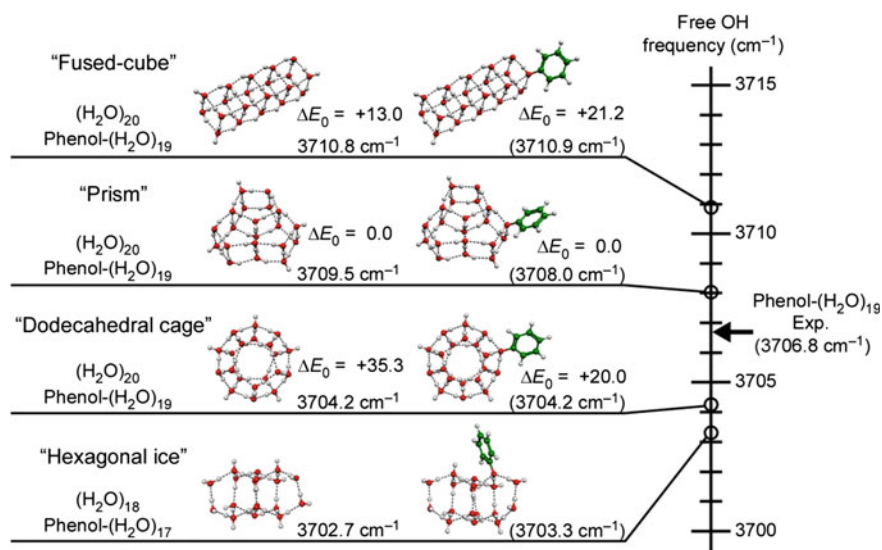 Free OH
frequency (cm⁻¹)
"Fused-cube"
(H₂O)₂₀
Phenol-(H₂O)₁₉
ΔE₀ = +13.0
3710.8 cm⁻¹
ΔE₀ = +21.2
(3710.9 cm⁻¹)
"Prism"
(H₂O)₂₀
Phenol-(H₂O)₁₉
ΔE₀ = 0.0
3709.5 cm⁻¹
ΔE₀ = 0.0
(3708.0 cm⁻¹)
"Dodecahedral cage"
(H₂O)₂₀
Phenol-(H₂O)₁₉
ΔE₀ = +35.3
3704.2 cm⁻¹
ΔE₀ = +20.0
(3704.2 cm⁻¹)
"Hexagonal ice"
(H₂O)₁₈
Phenol-(H₂O)₁₇
3702.7 cm⁻¹
(3703.3 cm⁻¹)
3715
3710
Phenol-(H₂O)₁₉
Exp.
(3706.8 cm⁻¹)
3705
3700